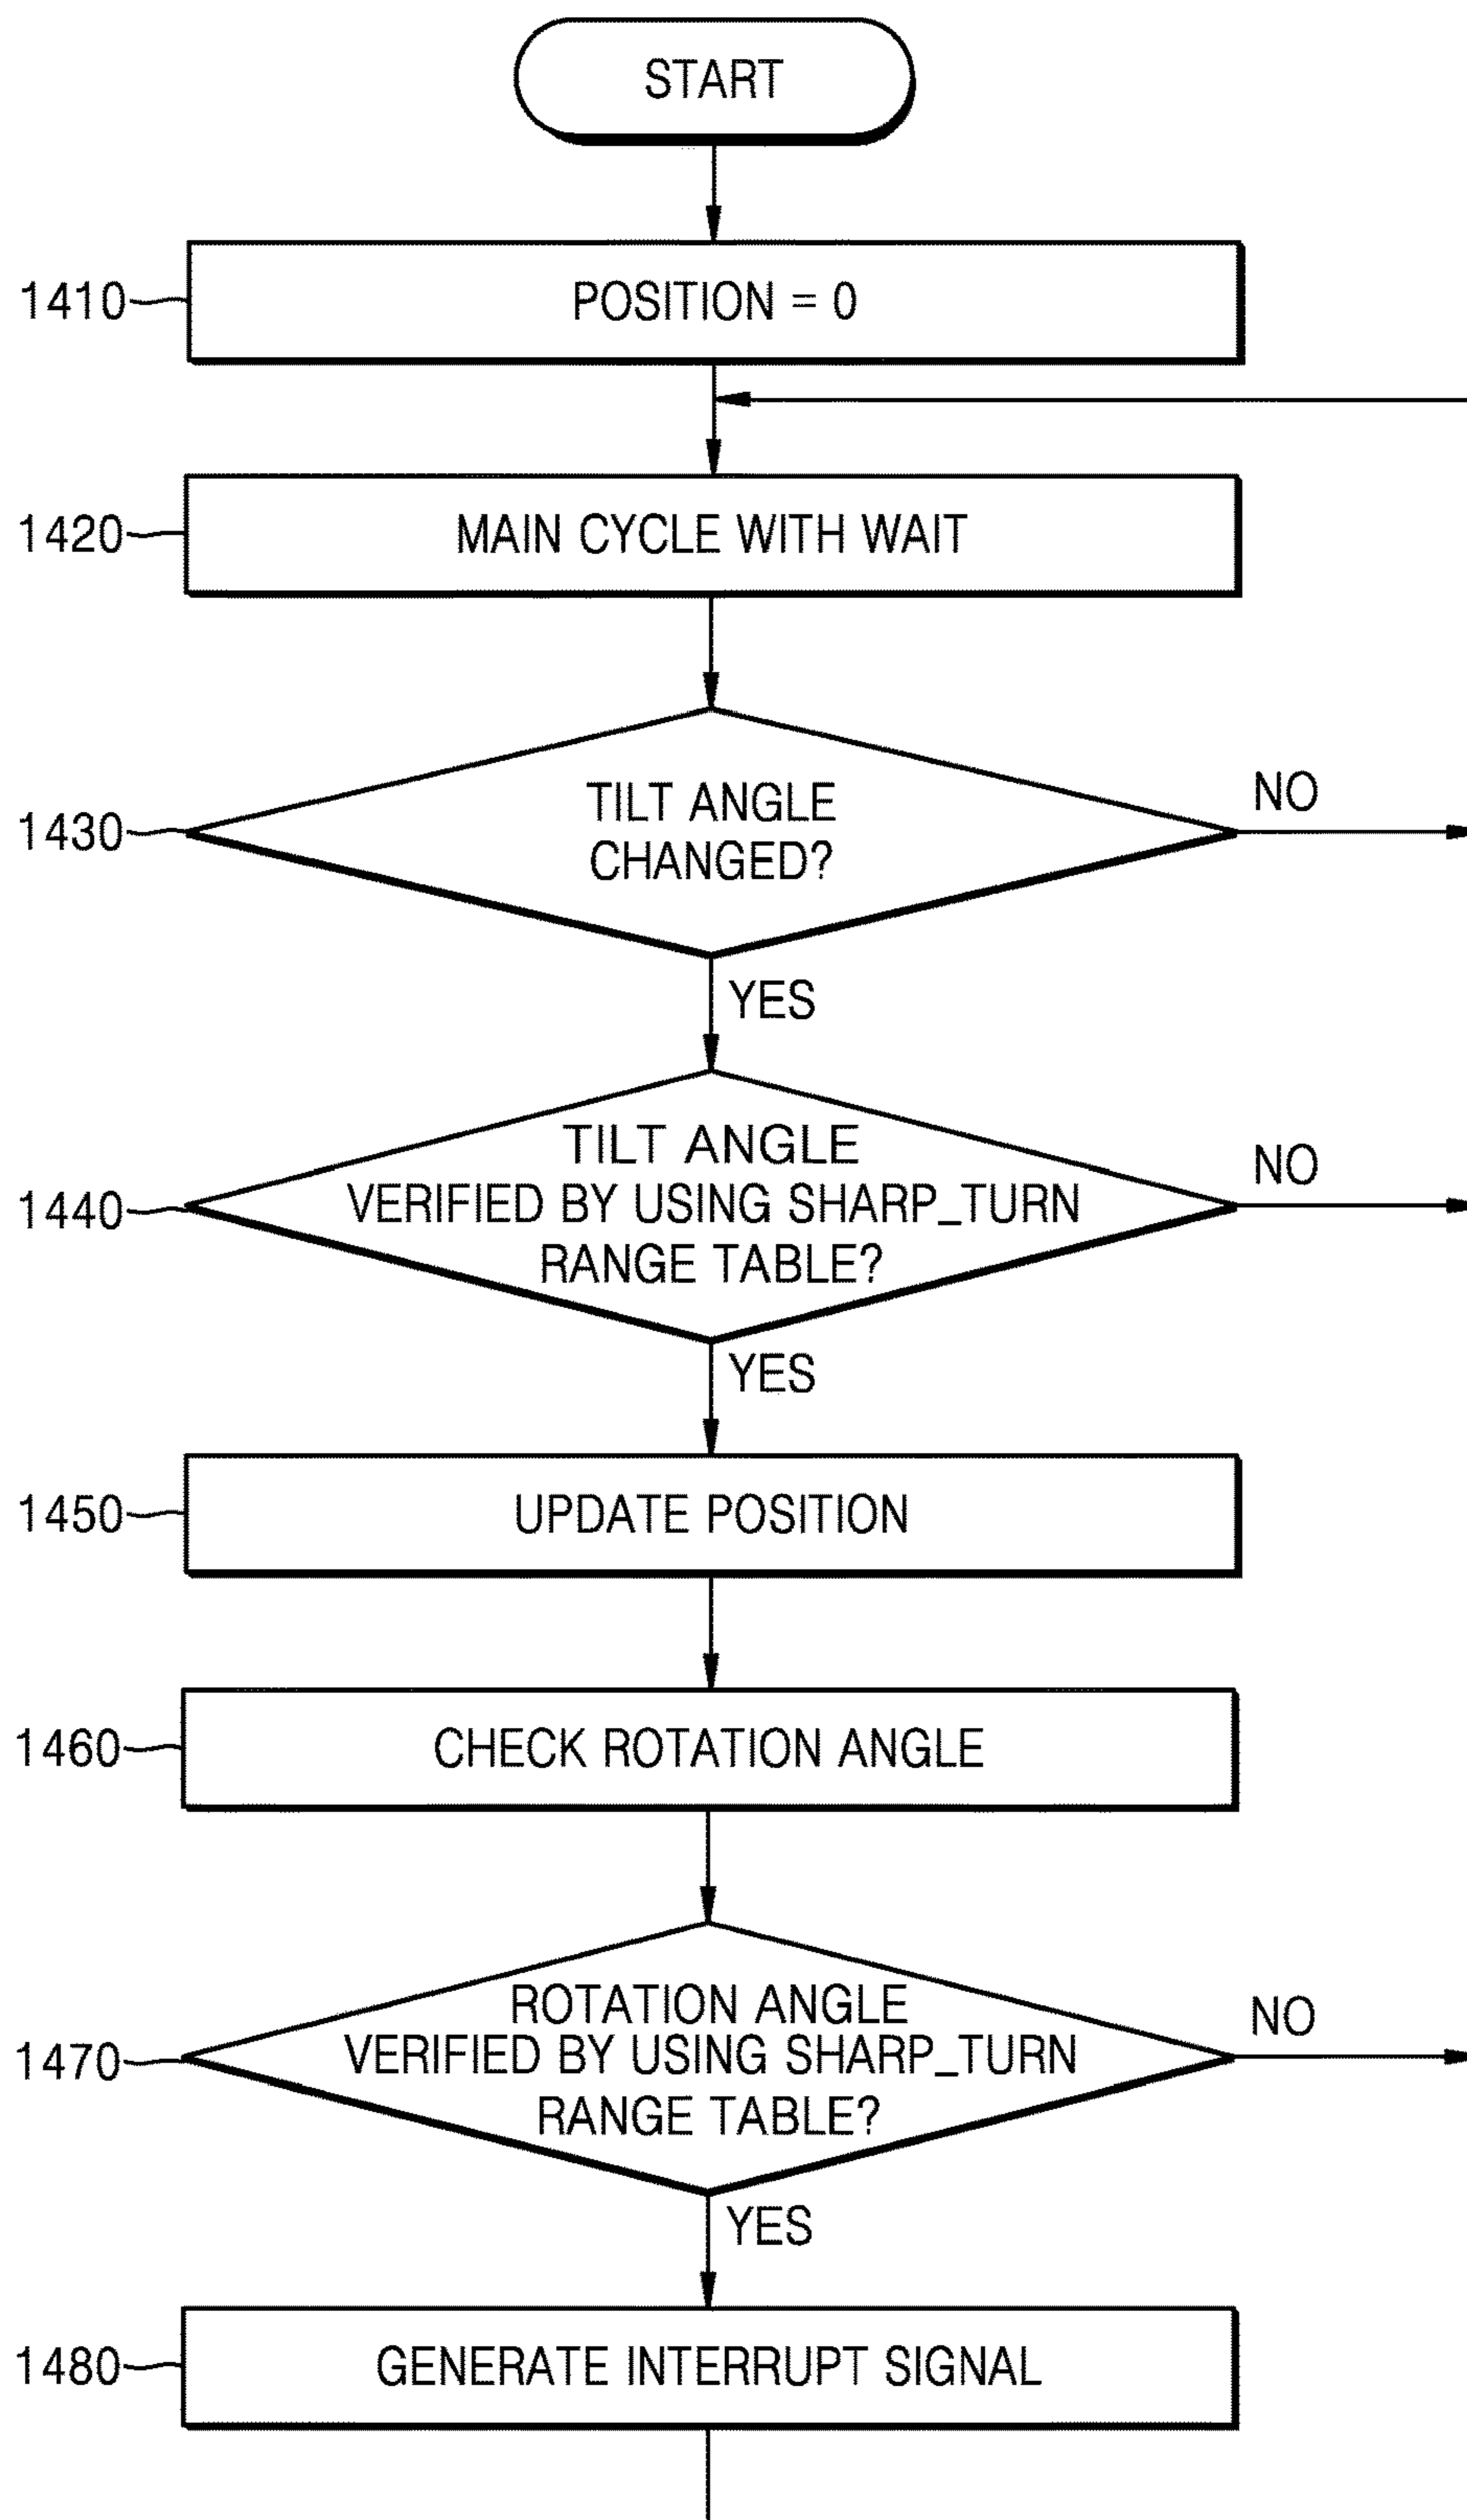 START
1410
POSITION = 0
1420
MAIN CYCLE WITH WAIT
1430
TILT ANGLE
CHANGED?
NO
YES
1440
TILT ANGLE
VERIFIED BY USING SHARP_TURN
RANGE TABLE?
NO
YES
1450
UPDATE POSITION
1460
CHECK ROTATION ANGLE
1470
ROTATION ANGLE
VERIFIED BY USING SHARP_TURN
RANGE TABLE?
NO
YES
1480
GENERATE INTERRUPT SIGNAL